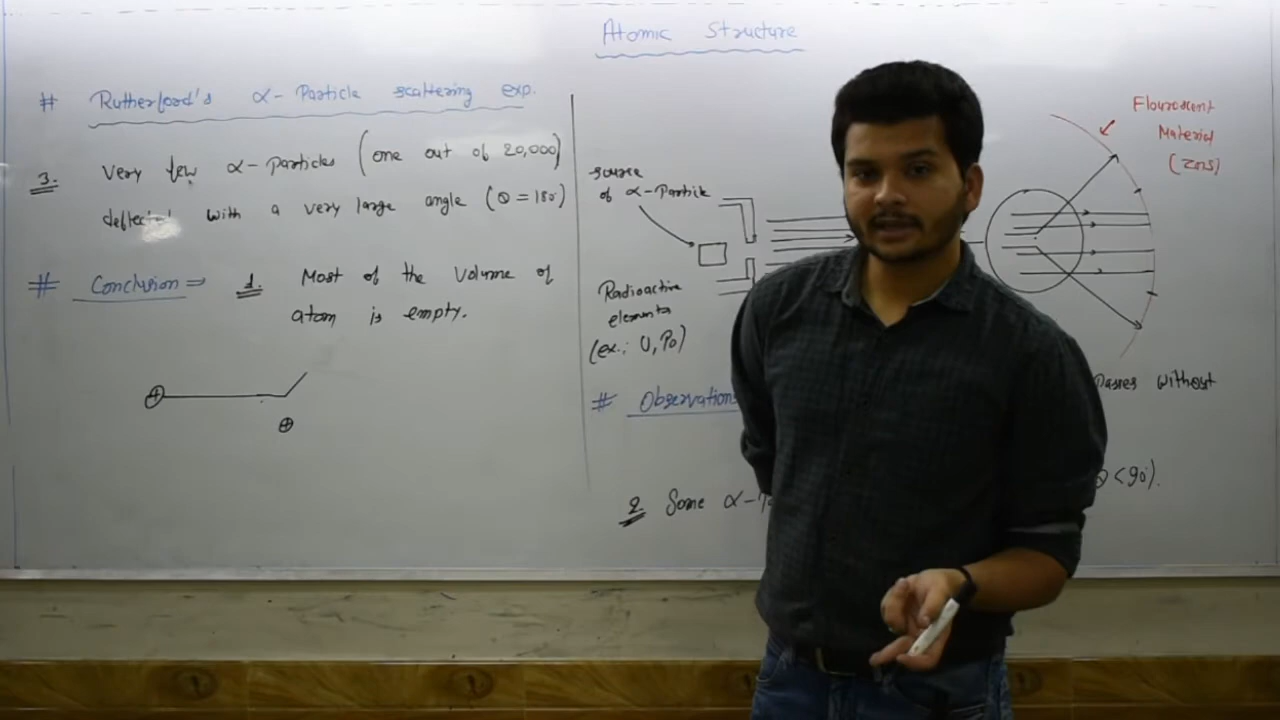 Atomic Structure
# Rutherford's α-Particle scattering exp.
3. Very few α-Particles (one out of 20,000)
deflected with a very large angle (θ = 180°)
# Conclusion ⇒ 1. Most of the Volume of
atom is empty.
⊕
⊕
source
of α-Particle
Radioactive
elements
(ex.: U, Po)
Flouroscent
Material
(ZnS)
# Observations
Passes without
2. Some α-
θ < 90°).